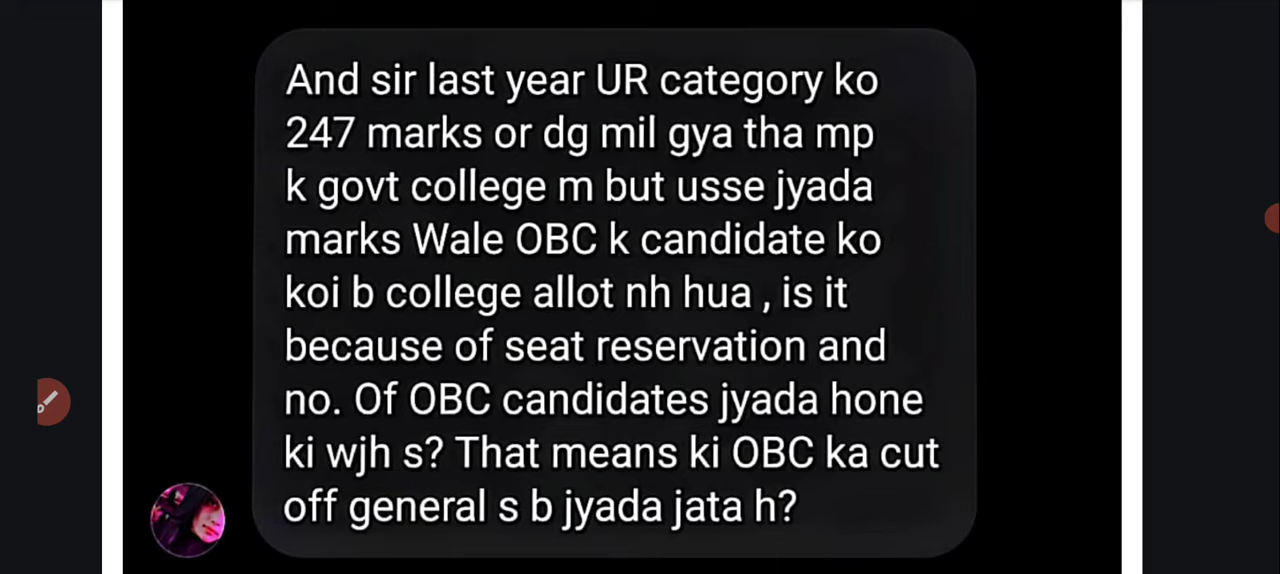 And sir last year UR category ko
247 marks or dg mil gya tha mp
k govt college m but usse jyada
marks Wale OBC k candidate ko
koi b college allot nh hua , is it
because of seat reservation and
no. Of OBC candidates jyada hone
ki wjh s? That means ki OBC ka cut
off general s b jyada jata h?